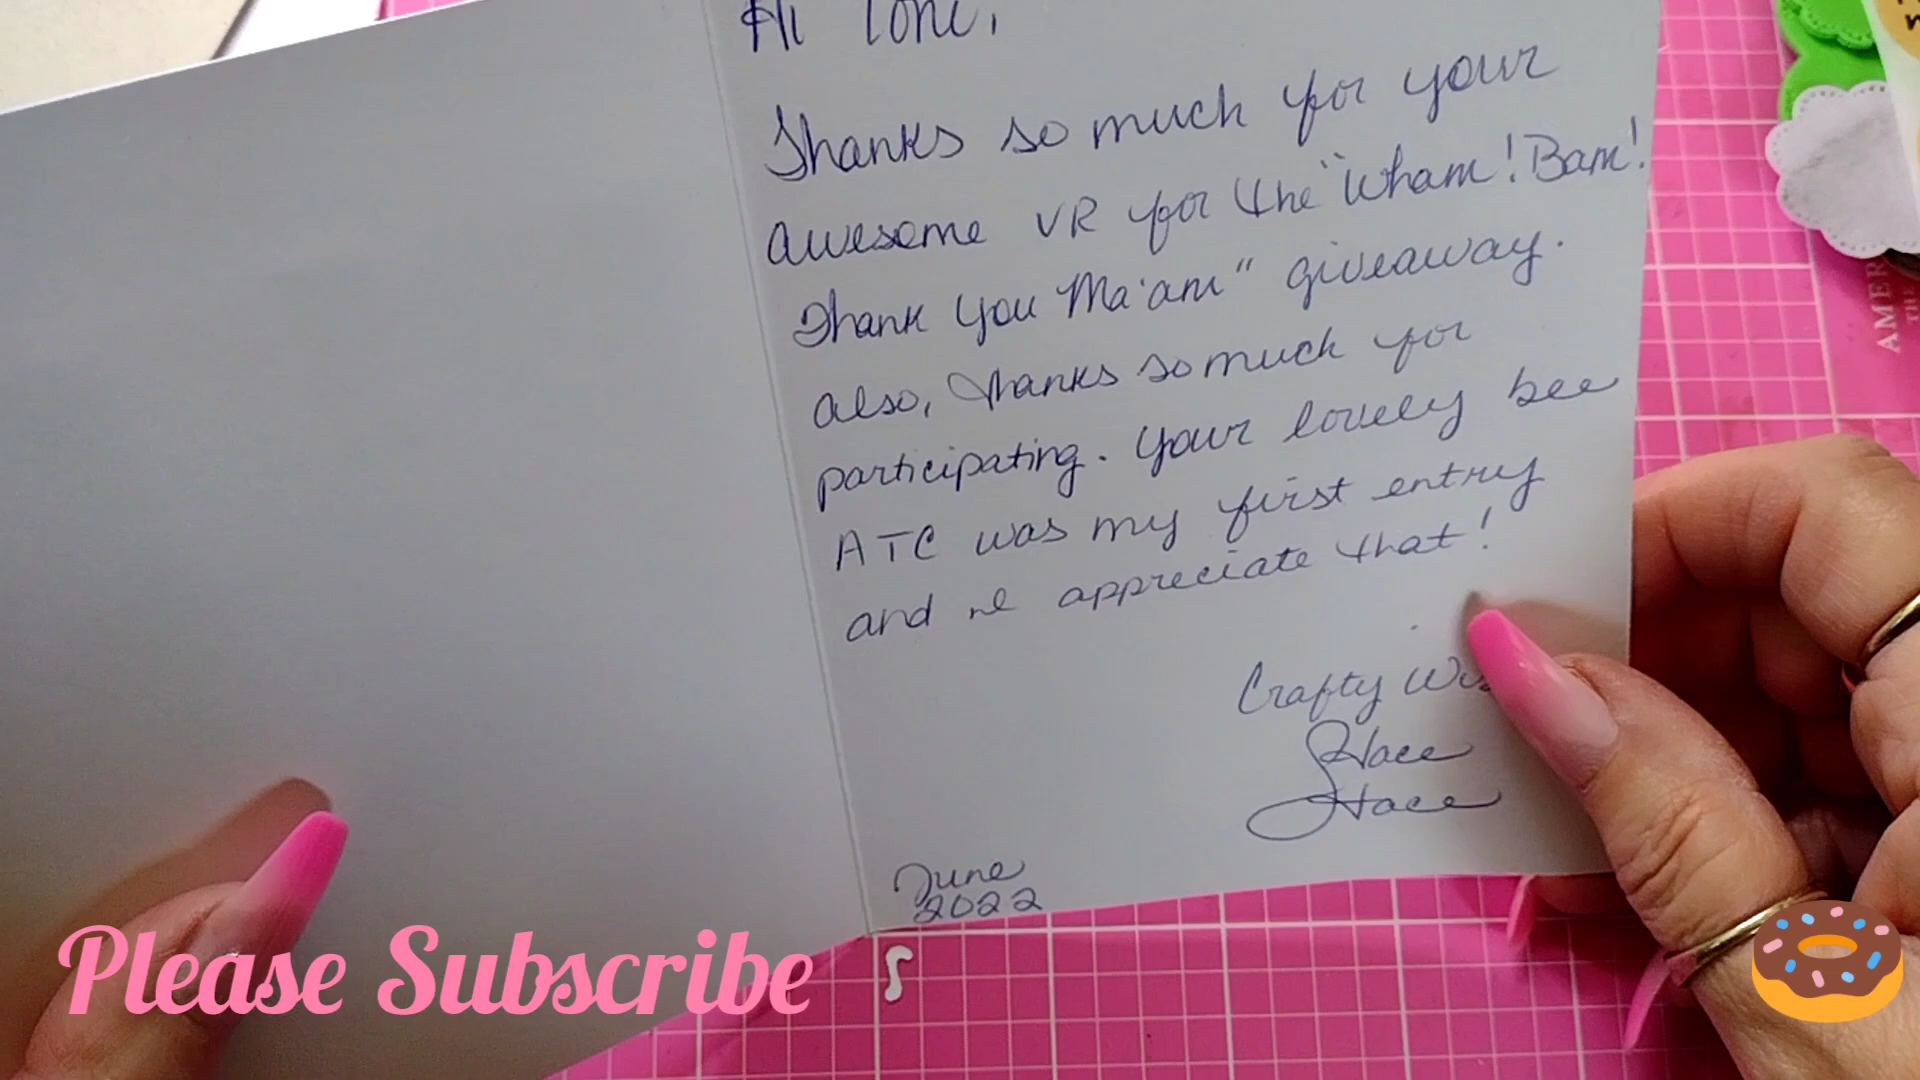 Hi Toni,
Thanks so much for your
awesome VR for the "Wham! Bam!
Thank you Ma'am" giveaway.
Also, thanks so much for
participating. Your lovely bee
ATC was my first entry
and I appreciate that!
Crafty
June
2022
Please Subscribe
AMER